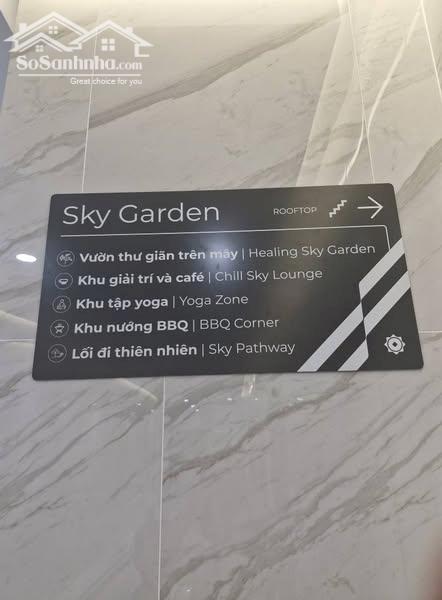 SoSanhnha.com
Great choice for you
Sky Garden
ROOFTOP
Vườn thư giãn trên mây | Healing Sky Garden
Khu giải trí và café | Chill Sky Lounge
Khu tập yoga | Yoga Zone
Khu nướng BBQ | BBQ Corner
Lối đi thiên nhiên | Sky Pathway